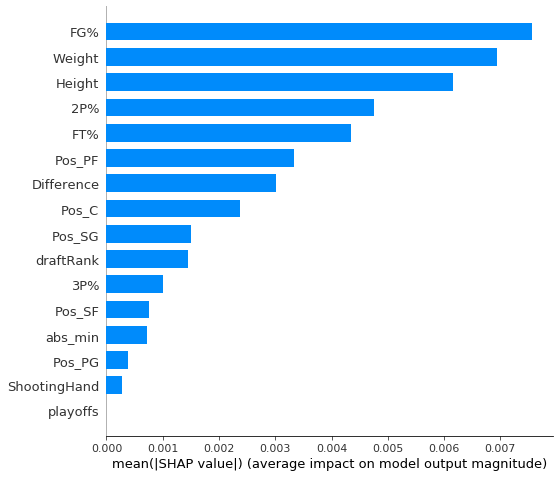 FG%
Weight
Height
2P%
FT%
Pos_PF
Difference
Pos_C
Pos_SG
draftRank
3P%
Pos_SF
abs_min
Pos_PG
ShootingHand
playoffs
0.000 0.001 0.002 0.003 0.004 0.005 0.006 0.007
mean(|SHAP value|) (average impact on model output magnitude)